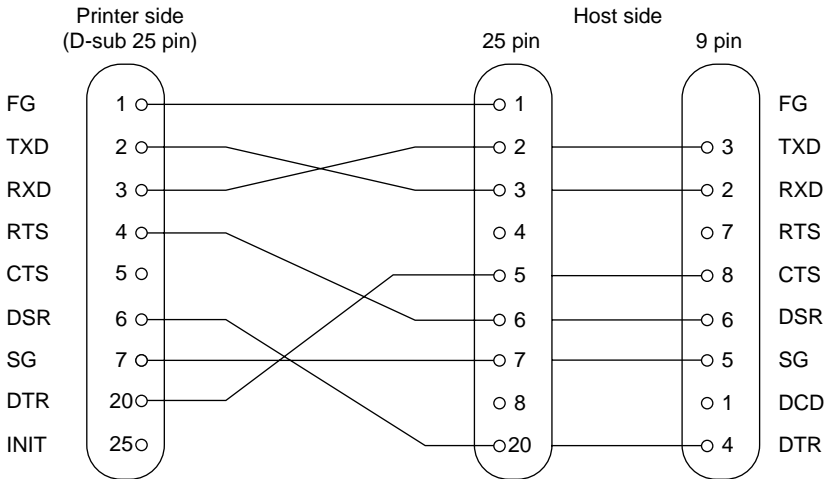 Printer side
(D-sub 25 pin)
Host side
25 pin
9 pin
FG 1 1 FG
TXD 2 2 3 TXD
RXD 3 3 2 RXD
RTS 4 4 7 RTS
CTS 5 5 8 CTS
DSR 6 6 6 DSR
SG 7 7 5 SG
DTR 20 8 1 DCD
INIT 25 20 4 DTR